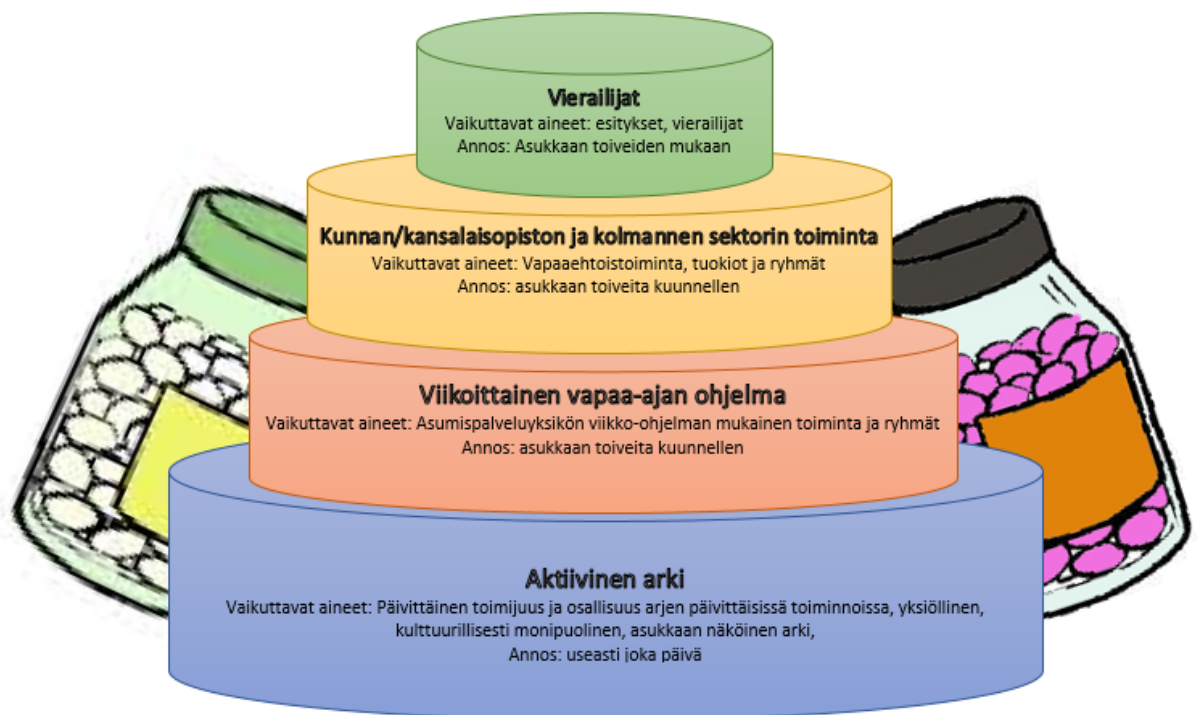 Vierailijat
Vaikuttavat aineet: esitykset, vierailijat
Annos: Asukkaan toiveiden mukaan
Kunnan/kansalaisopiston ja kolmannen sektorin toiminta
Vaikuttavat aineet: Vapaaehtoistoiminta, tuokiot ja ryhmät
Annos: asukkaan toiveita kuunnellen
Viikoittainen vapaa-ajan ohjelma
Vaikuttavat aineet: Asumispalveluyksikön viikko-ohjelman mukainen toiminta ja ryhmät
Annos: asukkaan toiveita kuunnellen
Aktiivinen arki
Vaikuttavat aineet: Päivittäinen toimijuus ja osallisuus arjen päivittäisissä toiminnoissa, yksiöllinen,
kulttuurillisesti monipuolinen, asukkaan näköinen arki,
Annos: useasti joka päivä